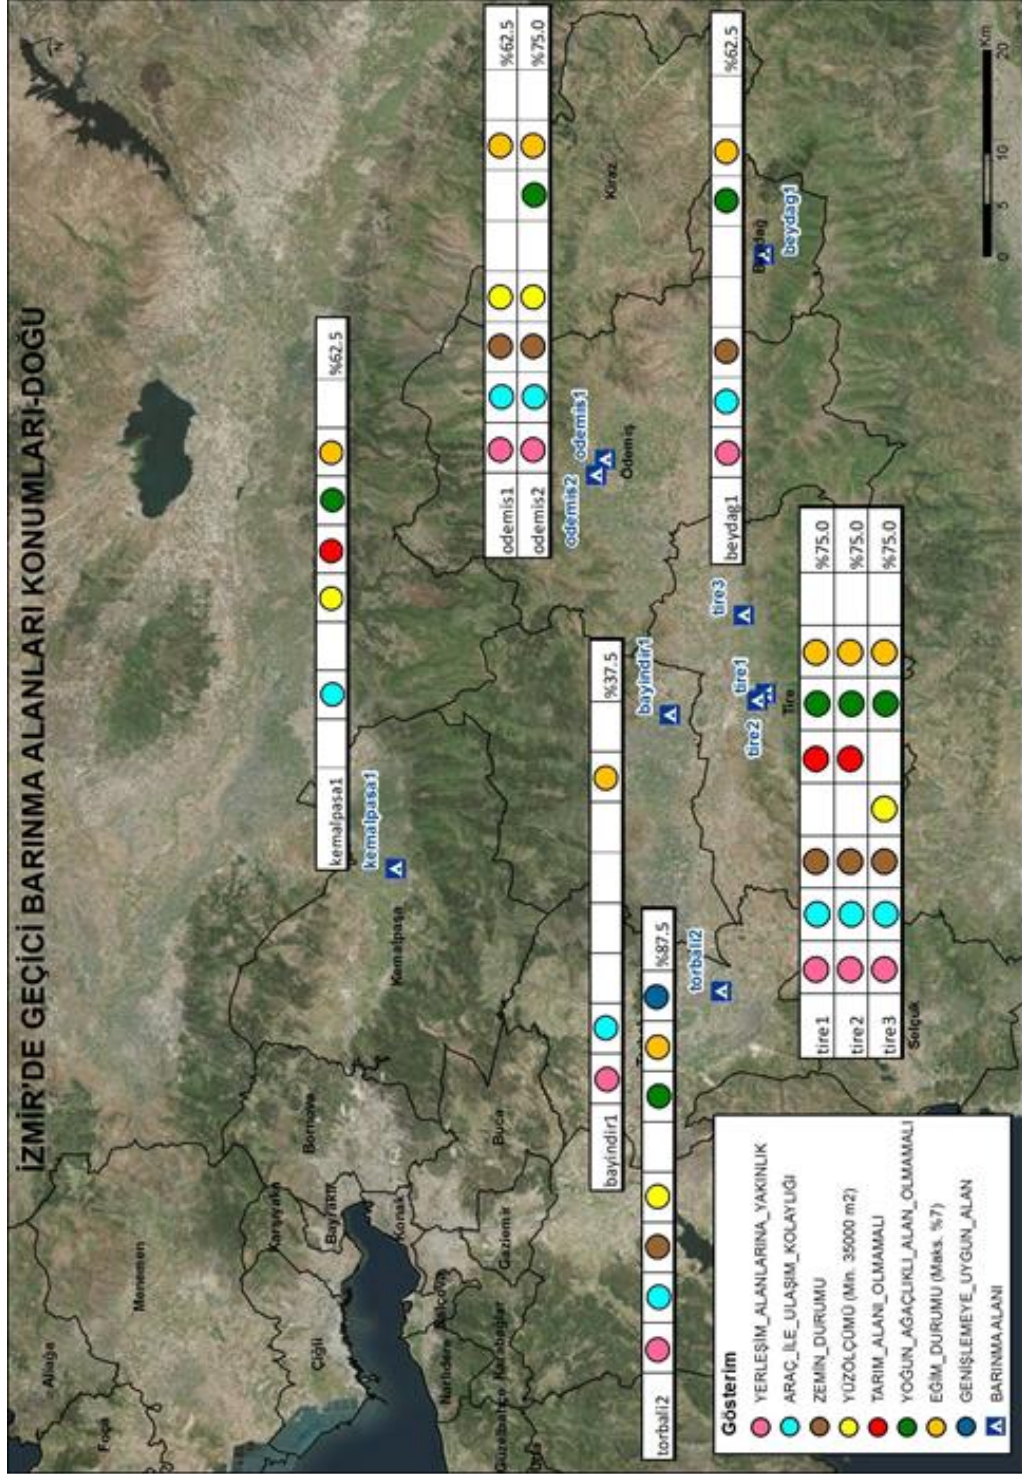 İZMİR'DE GEÇİCİ BARINMA ALANLARI KONUMLARI-DOĞU
N
kemalpasa1 %62.5
odemis1 %62.5
odemis2 %75.0
beydag1 %62.5
bayindir1 %37.5
torbali2 %87.5
tire1 %75.0
tire2 %75.0
tire3 %75.0
Aliağa
Foça
Menemen
Çiğli
Karşıyaka
Bayraklı
Bornova
Konak
Balçova
Narlıdere
Güzelbahçe
Karabağlar
Gaziemir
Buca
Kemalpaşa
kemalpasa1
odemis2
odemis1
Ödemiş
Kiraz
beydag1
bayindir1
torbali2
tire3
tire1
tire2
Tire
Selçuk
0 5 10 20
Km
Gösterim
YERLEŞİM_ALANLARINA_YAKINLIK
ARAÇ_İLE_ULAŞIM_KOLAYLIĞI
ZEMİN_DURUMU
YÜZÖLÇÜMÜ (Min. 35000 m2)
TARIM_ALANI_OLMAMALI
YOĞUN_AĞAÇLIKLI_ALAN_OLMAMALI
EĞİM_DURUMU (Maks. %7)
GENİŞLEMEYE_UYGUN_ALAN
BARINMA ALANI